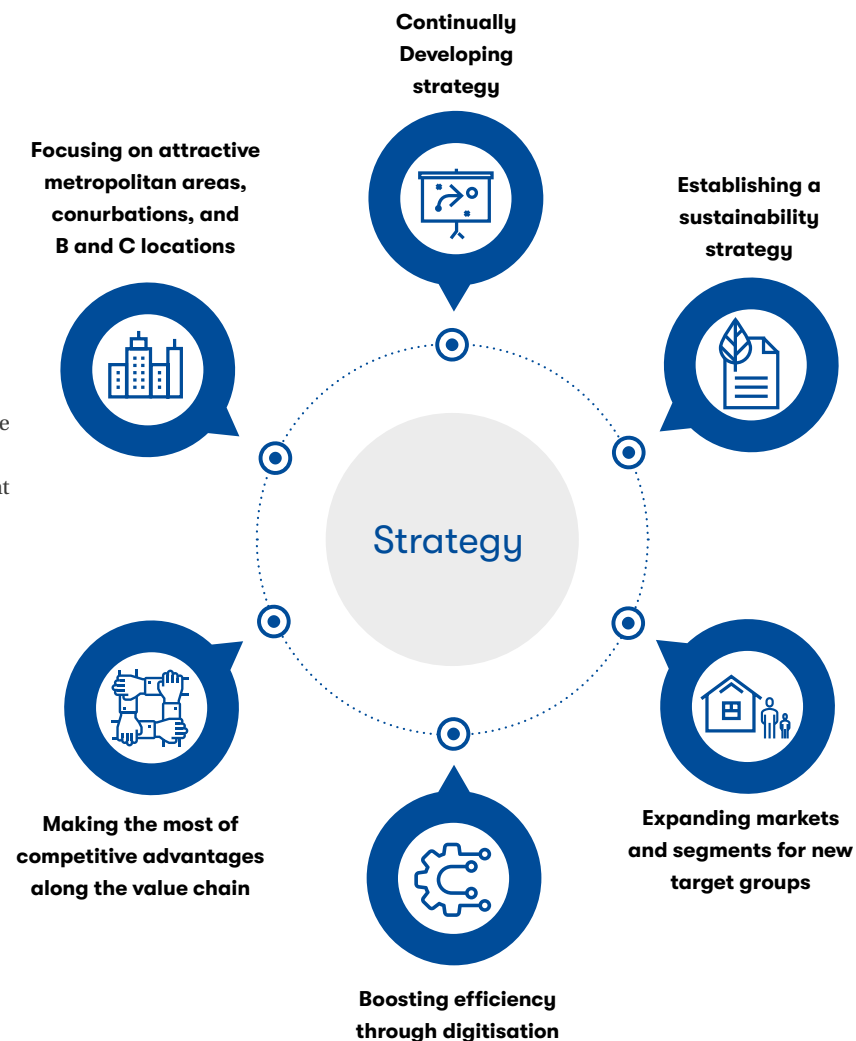 Continually
Developing
strategy
Focusing on attractive
metropolitan areas,
conurbations, and
B and C locations
Establishing a
sustainability
strategy
Strategy
Making the most of
competitive advantages
along the value chain
Expanding markets
and segments for new
target groups
Boosting efficiency
through digitisation